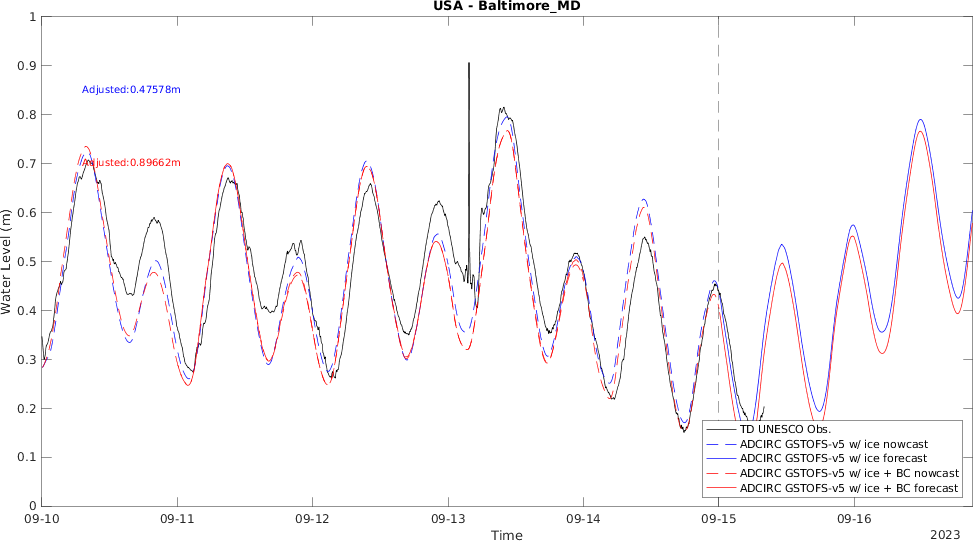 USA - Baltimore_MD
1
0.9
0.8
0.7
0.6
0.5
0.4
0.3
0.2
0.1
0
Water Level (m)
Adjusted:0.47578m
Adjusted:0.89662m
TD UNESCO Obs.
ADCIRC GSTOFS-v5 w/ ice nowcast
ADCIRC GSTOFS-v5 w/ ice forecast
ADCIRC GSTOFS-v5 w/ ice + BC nowcast
ADCIRC GSTOFS-v5 w/ ice + BC forecast
09-10 09-11 09-12 09-13 09-14 09-15 09-16
Time
2023